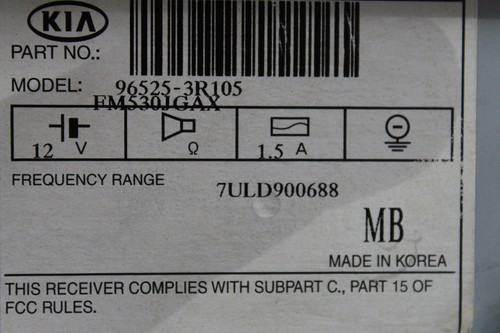 KIA
PART NO.:
MODEL: 96525-3R105
FM530JGAX
12 V Ω 1.5 A
FREQUENCY RANGE
7ULD900688
MB
MADE IN KOREA
THIS RECEIVER COMPLIES WITH SUBPART C., PART 15 OF
FCC RULES.